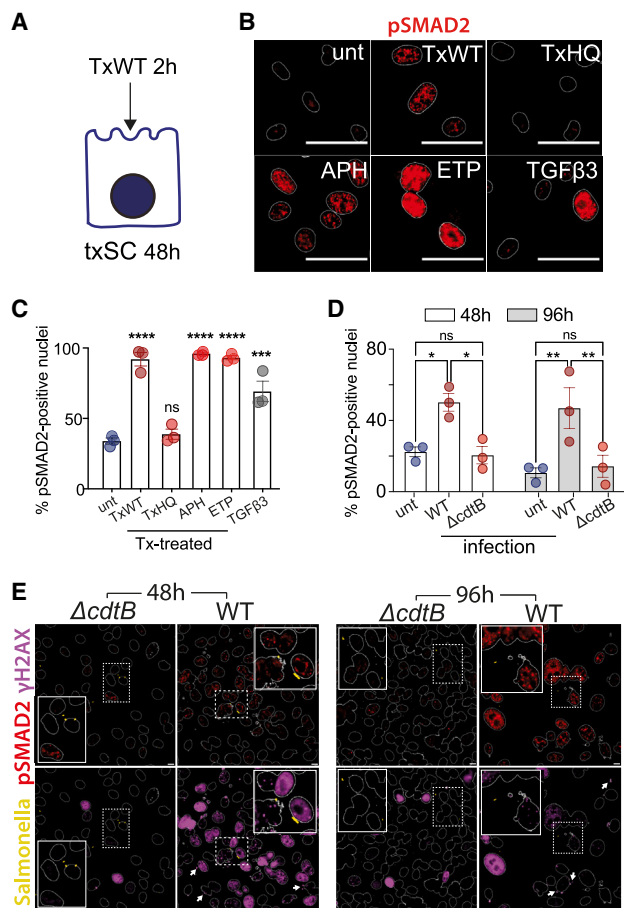 A
TxWT 2h
txSC 48h
B
pSMAD2
unt
TxWT
TxHQ
APH
ETP
TGFβ3
C
% pSMAD2-positive nuclei
100
50
0
****
ns
****
****
***
unt
TxWT
TxHQ
APH
ETP
TGFβ3
Tx-treated
D
48h
96h
% pSMAD2-positive nuclei
80
40
0
ns
*
*
ns
**
**
unt
WT
ΔcdtB
unt
WT
ΔcdtB
infection
E
48h
96h
ΔcdtB
WT
ΔcdtB
WT
Salmonella pSMAD2 γH2AX